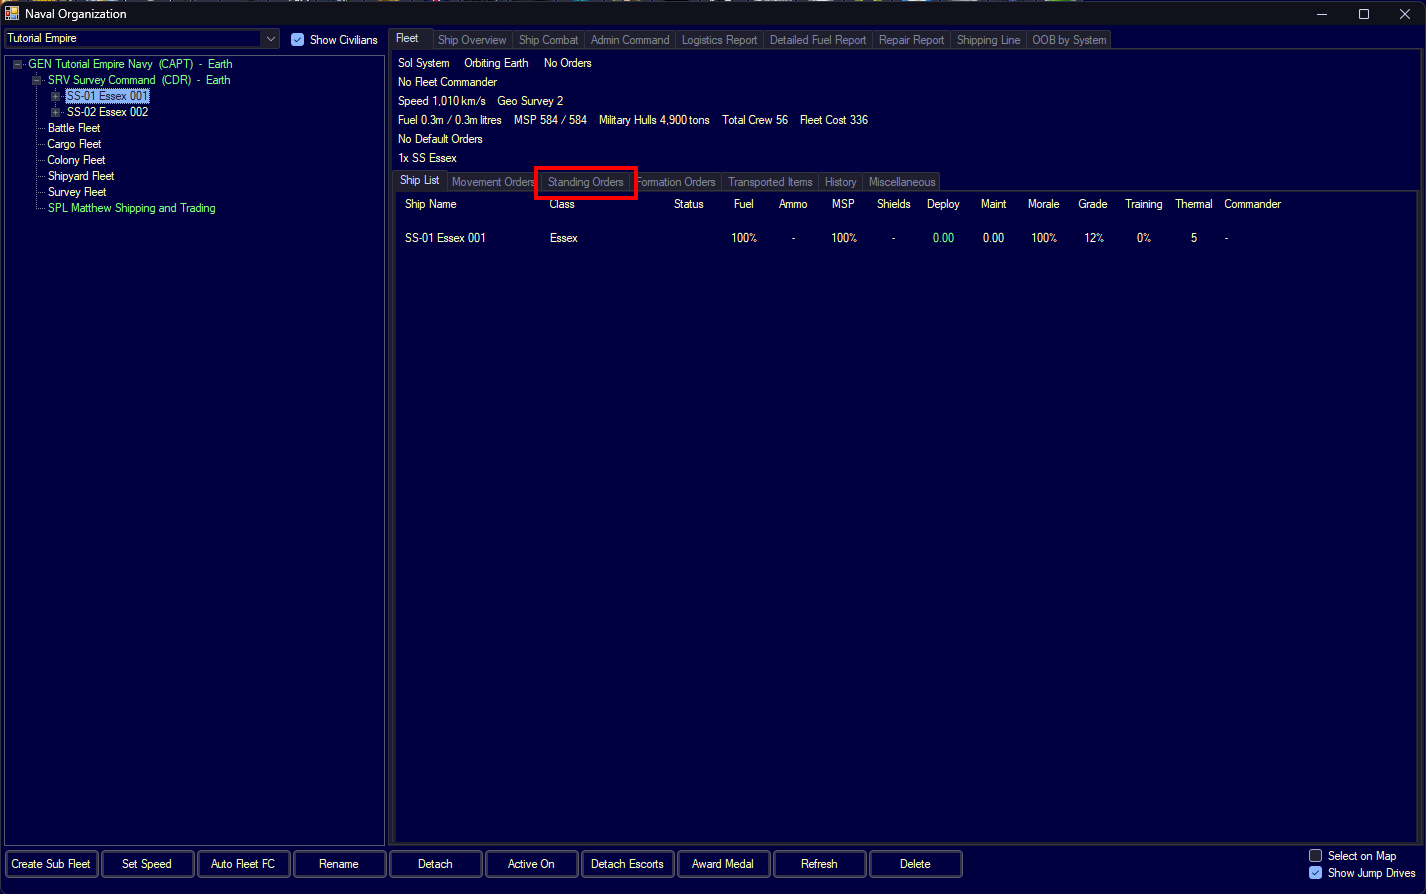 Naval Organization
Tutorial Empire
Show Civilians
GEN Tutorial Empire Navy (CAPT) - Earth
SRV Survey Command (CDR) - Earth
SS-01 Essex 001
SS-02 Essex 002
Battle Fleet
Cargo Fleet
Colony Fleet
Shipyard Fleet
Survey Fleet
SPL Matthew Shipping and Trading
Fleet Ship Overview Ship Combat Admin Command Logistics Report Detailed Fuel Report Repair Report Shipping Line OOB by System
Sol System Orbiting Earth No Orders
No Fleet Commander
Speed 1,010 km/s Geo Survey 2
Fuel 0.3m / 0.3m litres MSP 584 / 584 Military Hulls 4,900 tons Total Crew 56 Fleet Cost 336
No Default Orders
1x SS Essex
Ship List Movement Orders Standing Orders Formation Orders Transported Items History Miscellaneous
Ship Name Class Status Fuel Ammo MSP Shields Deploy Maint Morale Grade Training Thermal Commander
SS-01 Essex 001 Essex 100% - 100% - 0.00 0.00 100% 12% 0% 5 -
Create Sub Fleet Set Speed Auto Fleet FC Rename Detach Active On Detach Escorts Award Medal Refresh Delete
Select on Map
Show Jump Drives